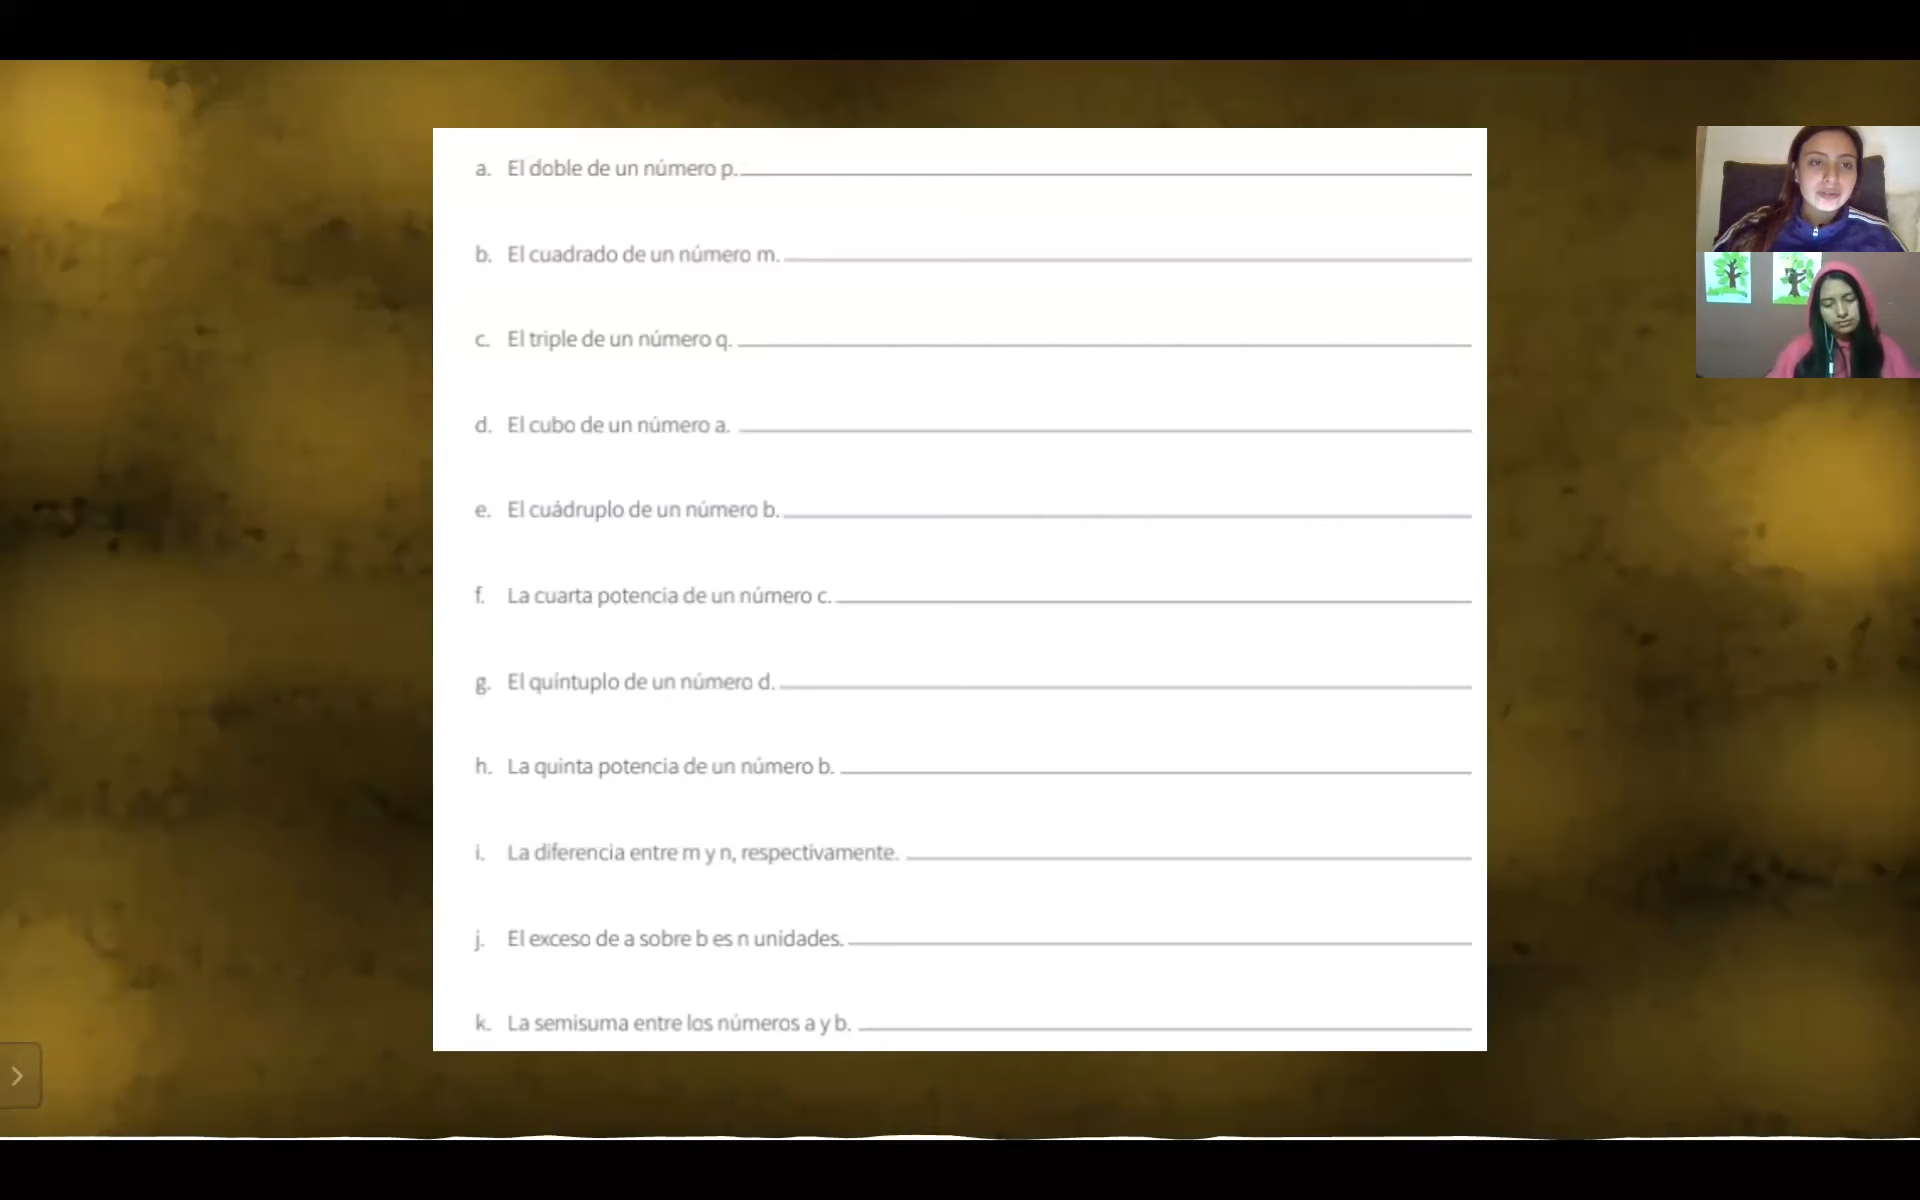 a. El doble de un número p.
b. El cuadrado de un número m.
c. El triple de un número q.
d. El cubo de un número a.
e. El cuádruplo de un número b.
f. La cuarta potencia de un número c.
g. El quíntuplo de un número d.
h. La quinta potencia de un número b.
i. La diferencia entre m y n, respectivamente.
j. El exceso de a sobre b es n unidades.
k. La semisuma entre los números a y b.